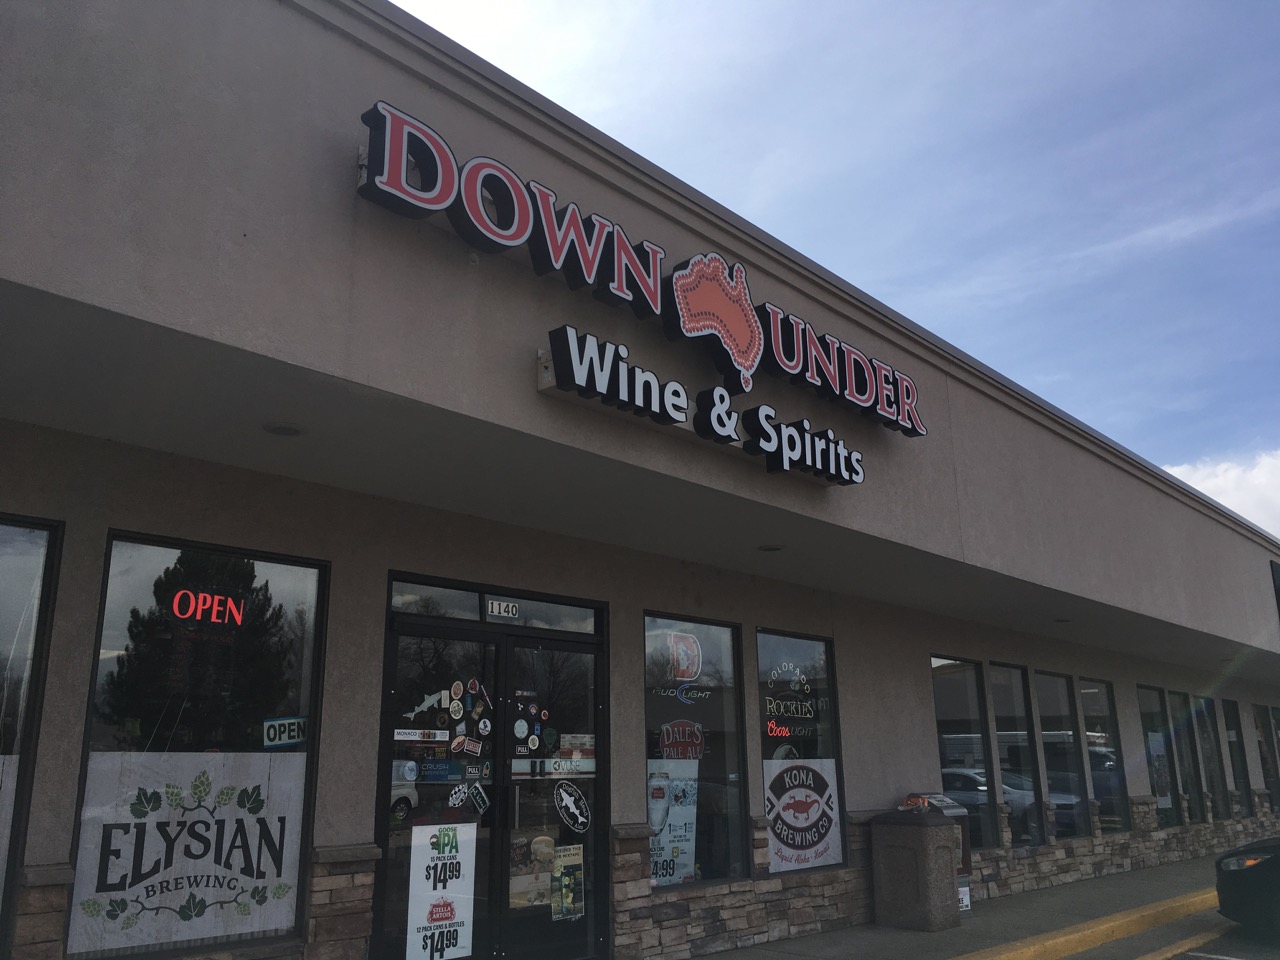 DOWN UNDER
Wine & Spirits
OPEN
1140
OPEN
ELYSIAN
BREWING
MONACO
CRUSH
PULL
PULL
GOOSE
IPA
15 PACK CANS
$14.99
STELLA
ARTOIS
12 PACK CANS & BOTTLES
$14.99
BUD LIGHT
DALE'S
PALE ALE
4.99
COLORADO
ROCKIES
Coors LIGHT
KONA
BREWING CO
Liquid Aloha